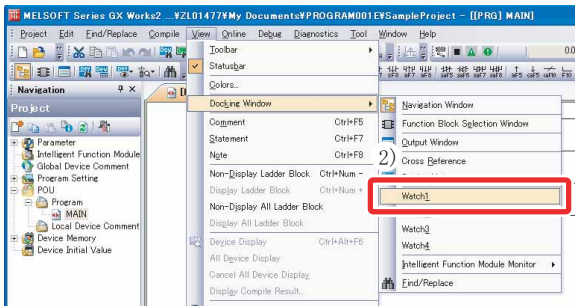 MELSOFT Series GX Works2 ...¥ZL01477¥My Documents¥PROGRAM001E¥SampleProject - [[PRG] MAIN]
Project Edit Find/Replace Compile View Online Debug Diagnostics Tool Window Help
Toolbar
Statusbar
Colors...
Docking Window
Comment Ctrl+F5
Statement Ctrl+F7
Note Ctrl+F8
Non-Display Ladder Block Ctrl+Num -
Display Ladder Block Ctrl+Num +
Non-Display All Ladder Block
Display All Ladder Block
Device Display Ctrl+Alt+F6
All Device Display
Cancel All Device Display
Display Compile Result...
Navigation
Project
Parameter
Intelligent Function Module
Global Device Comment
Program Setting
POU
Program
MAIN
Local Device Comment
Device Memory
Device Initial Value
Navigation Window
Function Block Selection Window
Output Window
2)
Cross Reference
Watch1
Watch3
Watch4
Intelligent Function Module Monitor
Find/Replace